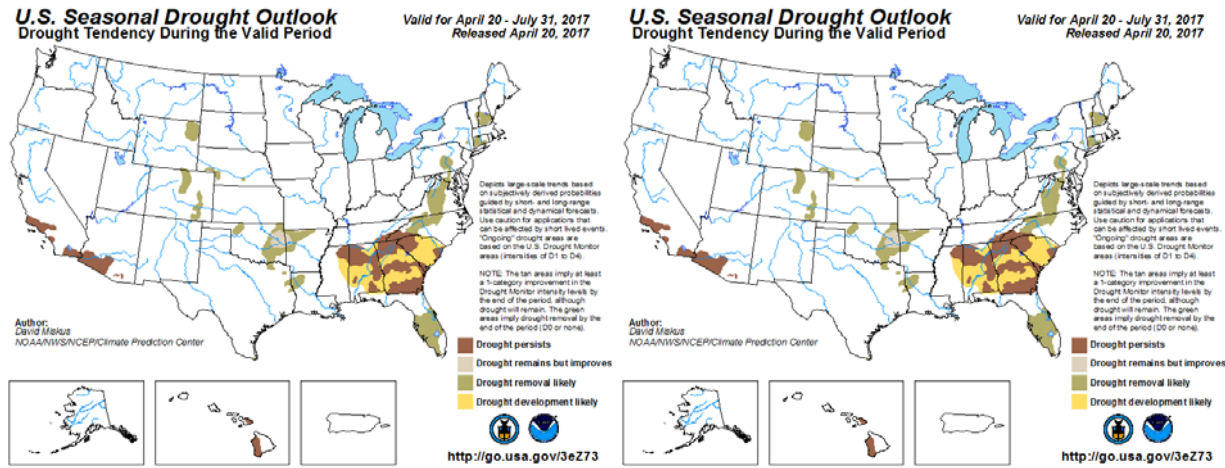 U.S. Seasonal Drought Outlook
Drought Tendency During the Valid Period
Valid for April 20 - July 31, 2017
Released April 20, 2017
Depicts large-scale trends based
on subjectively derived probabilities
guided by short- and long-range
statistical and dynamical forecasts.
Use caution for applications that
can be affected by short lived events.
"Ongoing" drought areas are
based on the U.S. Drought Monitor
areas (intensities of D1 to D4).
NOTE: The tan areas imply at least
a 1-category improvement in the
Drought Monitor intensity levels by
the end of the period, although
drought will remain. The green
areas imply drought removal by the
end of the period (D0 or none).
Author:
David Miskus
NOAA/NWS/NCEP/Climate Prediction Center
Drought persists
Drought remains but improves
Drought removal likely
Drought development likely
http://go.usa.gov/3eZ73
U.S. Seasonal Drought Outlook
Drought Tendency During the Valid Period
Valid for April 20 - July 31, 2017
Released April 20, 2017
Depicts large-scale trends based
on subjectively derived probabilities
guided by short- and long-range
statistical and dynamical forecasts.
Use caution for applications that
can be affected by short lived events.
"Ongoing" drought areas are
based on the U.S. Drought Monitor
areas (intensities of D1 to D4).
NOTE: The tan areas imply at least
a 1-category improvement in the
Drought Monitor intensity levels by
the end of the period, although
drought will remain. The green
areas imply drought removal by the
end of the period (D0 or none).
Author:
David Miskus
NOAA/NWS/NCEP/Climate Prediction Center
Drought persists
Drought remains but improves
Drought removal likely
Drought development likely
http://go.usa.gov/3eZ73